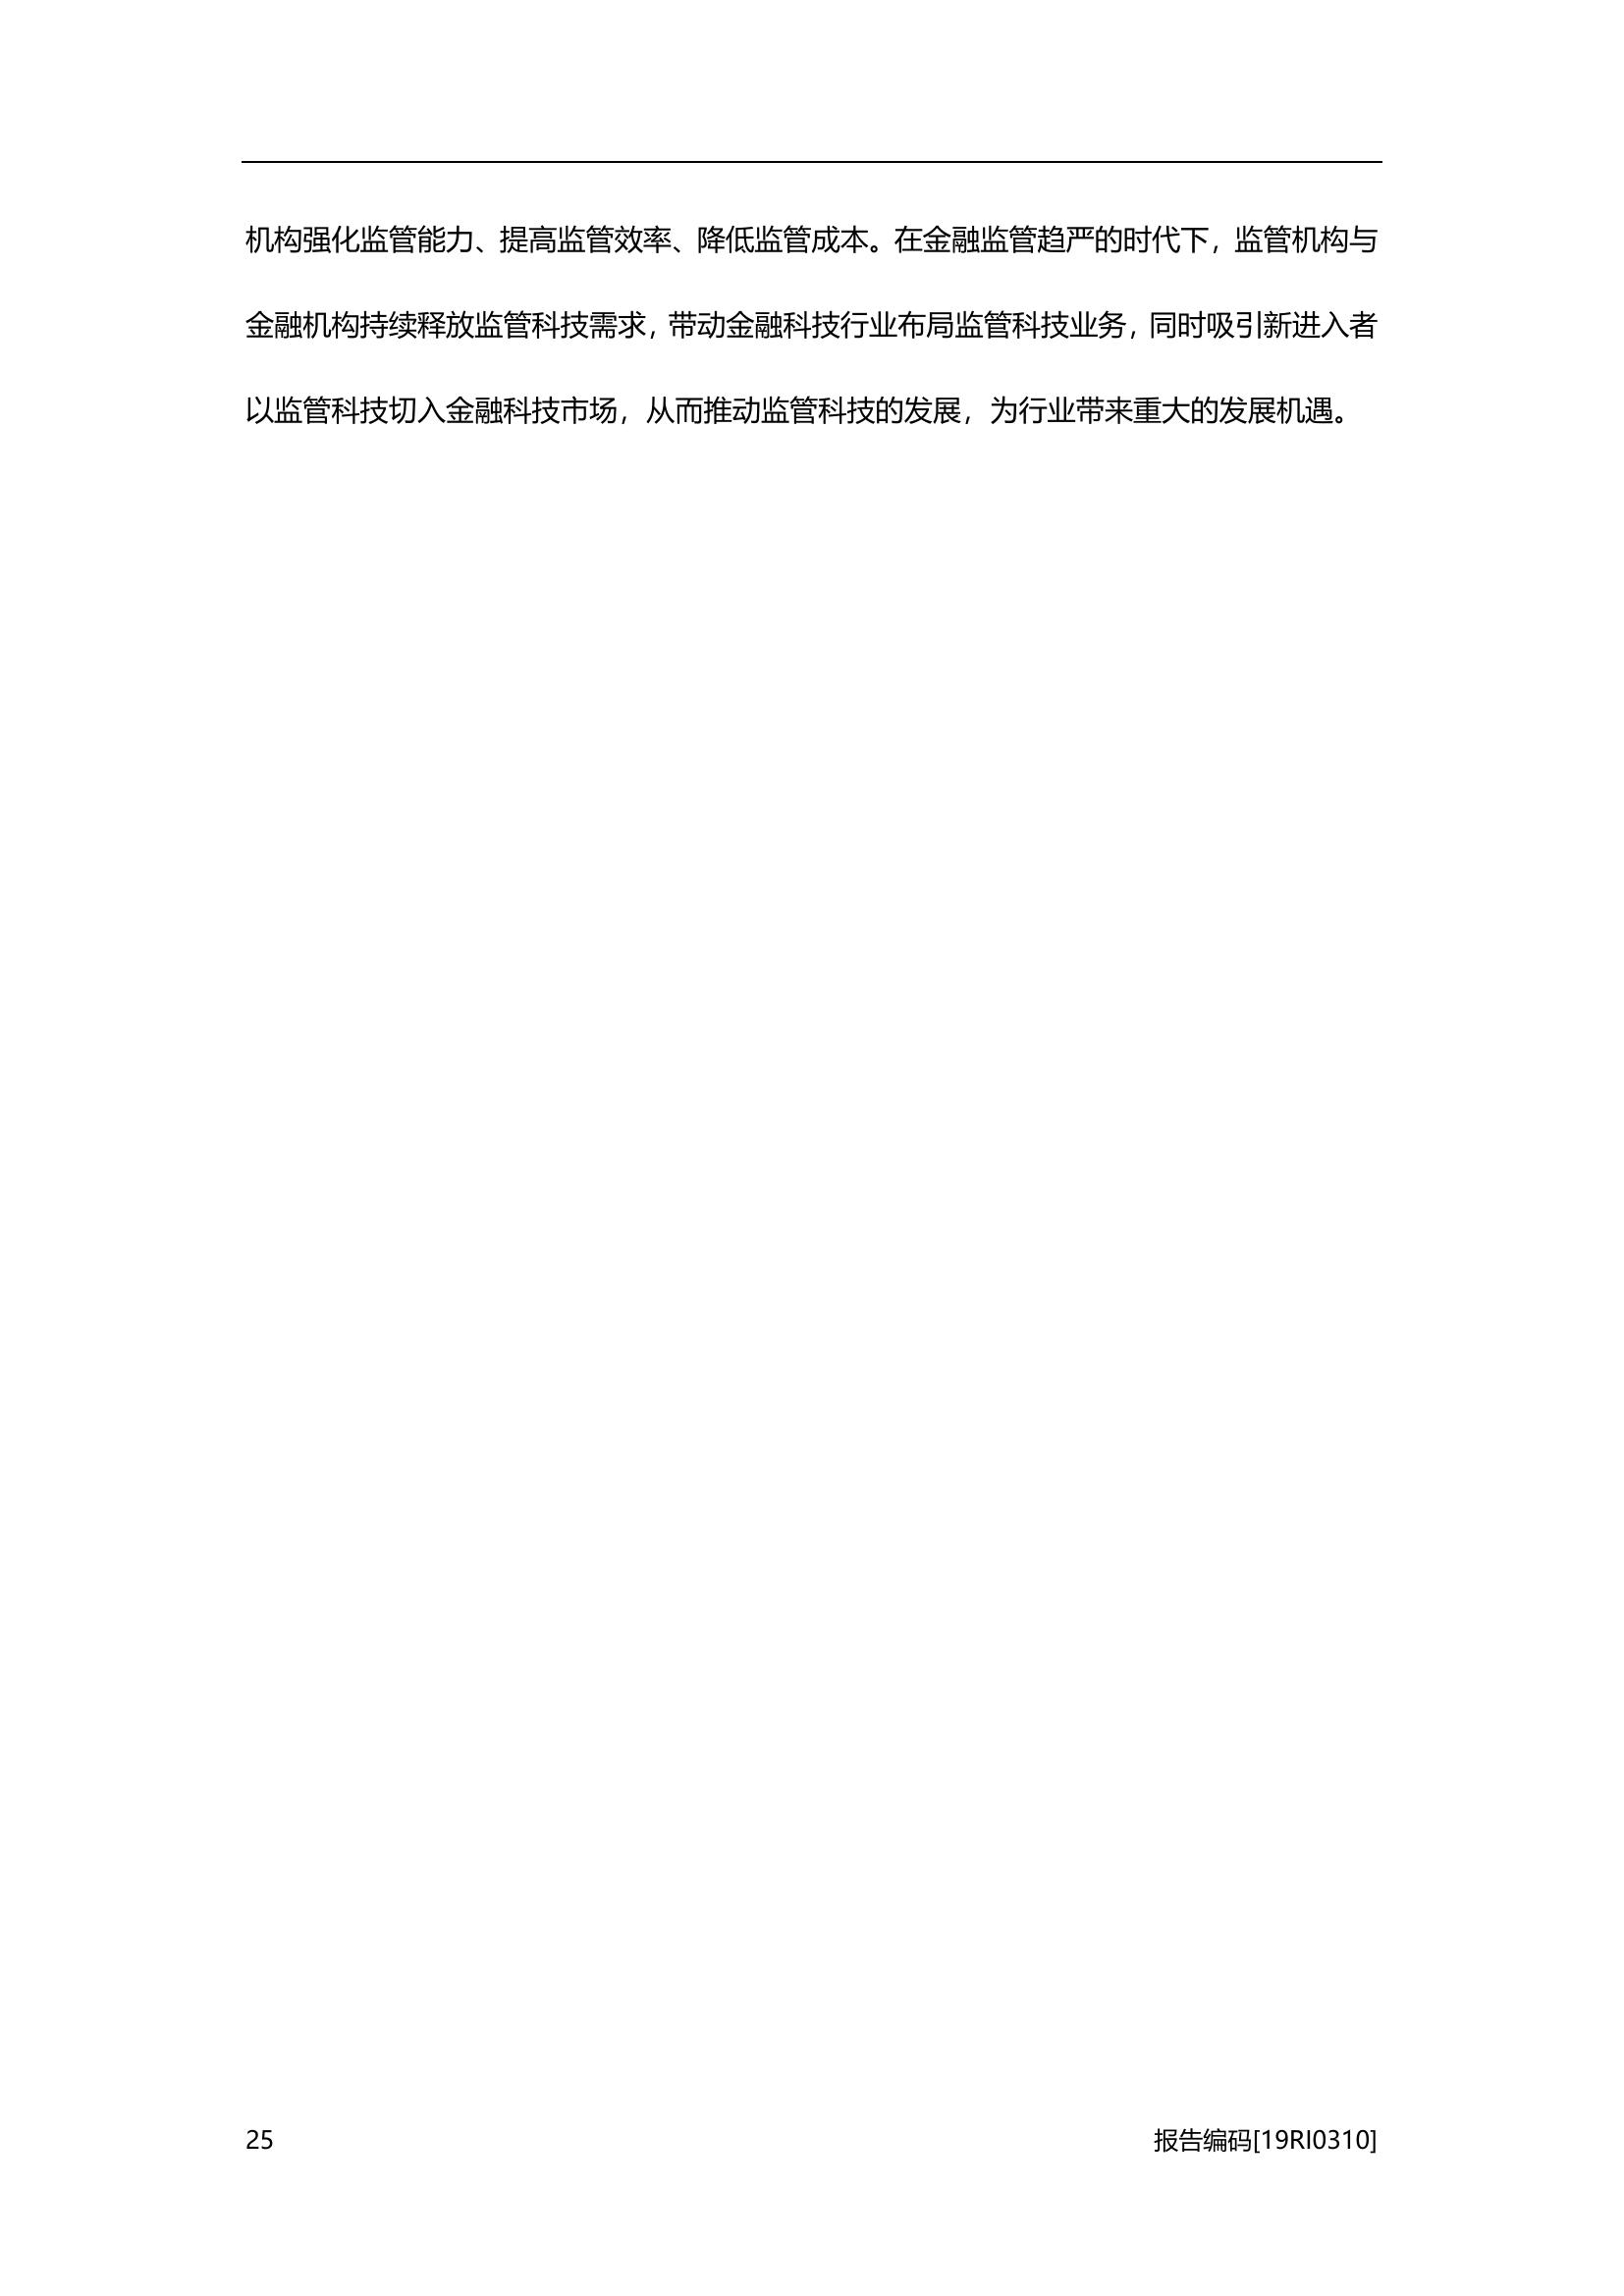 机构强化监管能力、提高监管效率、降低监管成本。在金融监管趋严的时代下，监管机构与
金融机构持续释放监管科技需求，带动金融科技行业布局监管科技业务，同时吸引新进入者
以监管科技切入金融科技市场，从而推动监管科技的发展，为行业带来重大的发展机遇。
25
报告编码[19RI0310]